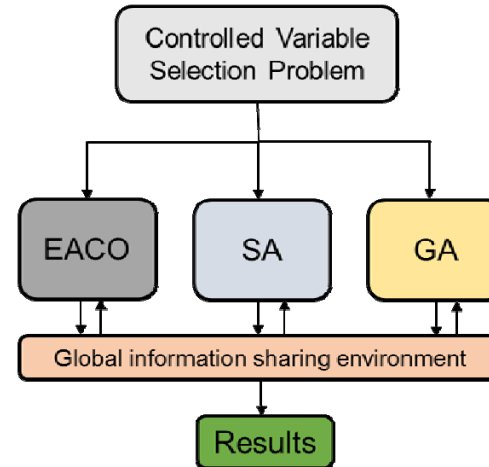 Controlled Variable
Selection Problem
EACO
SA
GA
Global information sharing environment
Results